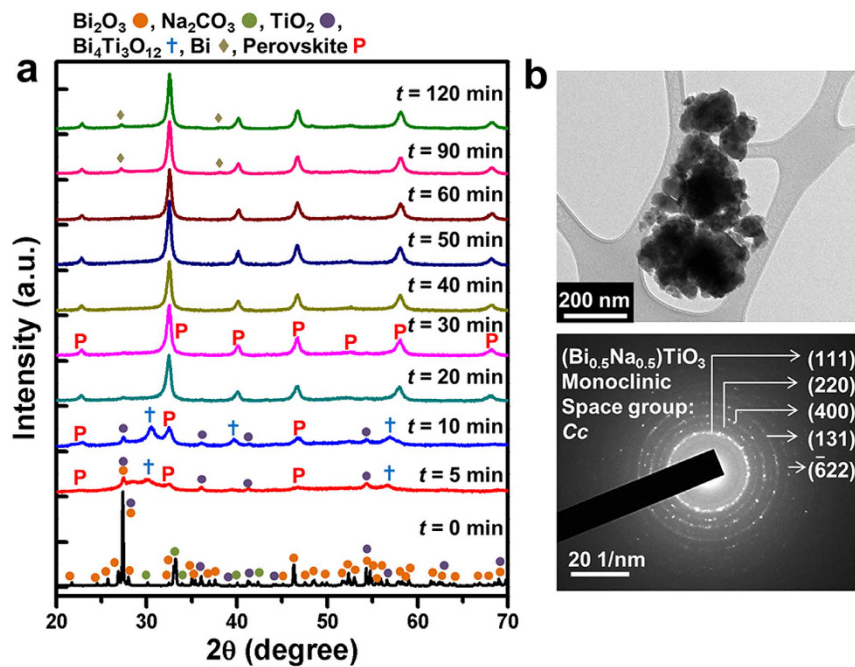 Bi₂O₃ ●, Na₂CO₃ ●, TiO₂ ●,
Bi₄Ti₃O₁₂ †, Bi ♦, Perovskite P
a
t = 120 min
t = 90 min
t = 60 min
t = 50 min
t = 40 min
t = 30 min
P P P P P P P
t = 20 min
† P † P
P P t = 10 min
† P †
P P t = 5 min
t = 0 min
Intensity (a.u.)
20 30 40 50 60 70
2θ (degree)
b
200 nm
(Bi₀.₅Na₀.₅)TiO₃
Monoclinic
Space group:
Cc
(111)
(220)
(400)
(131)
(6̅22)
20 1/nm